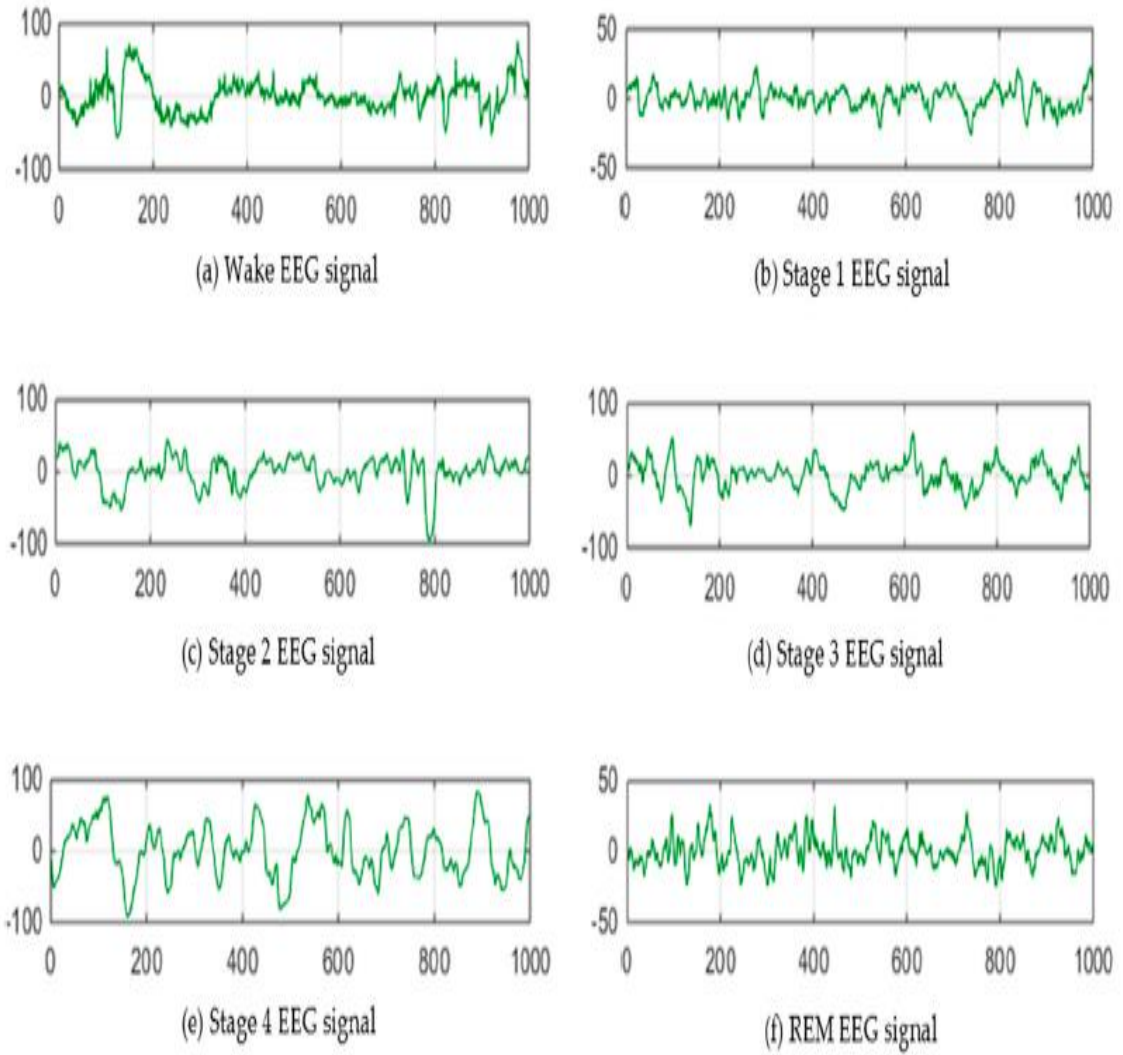 100
0
-100
0 200 400 600 800 1000
(a) Wake EEG signal
50
0
-50
0 200 400 600 800 1000
(b) Stage 1 EEG signal
100
0
-100
0 200 400 600 800 1000
(c) Stage 2 EEG signal
100
0
-100
0 200 400 600 800 1000
(d) Stage 3 EEG signal
100
0
-100
0 200 400 600 800 1000
(e) Stage 4 EEG signal
50
0
-50
0 200 400 600 800 1000
(f) REM EEG signal